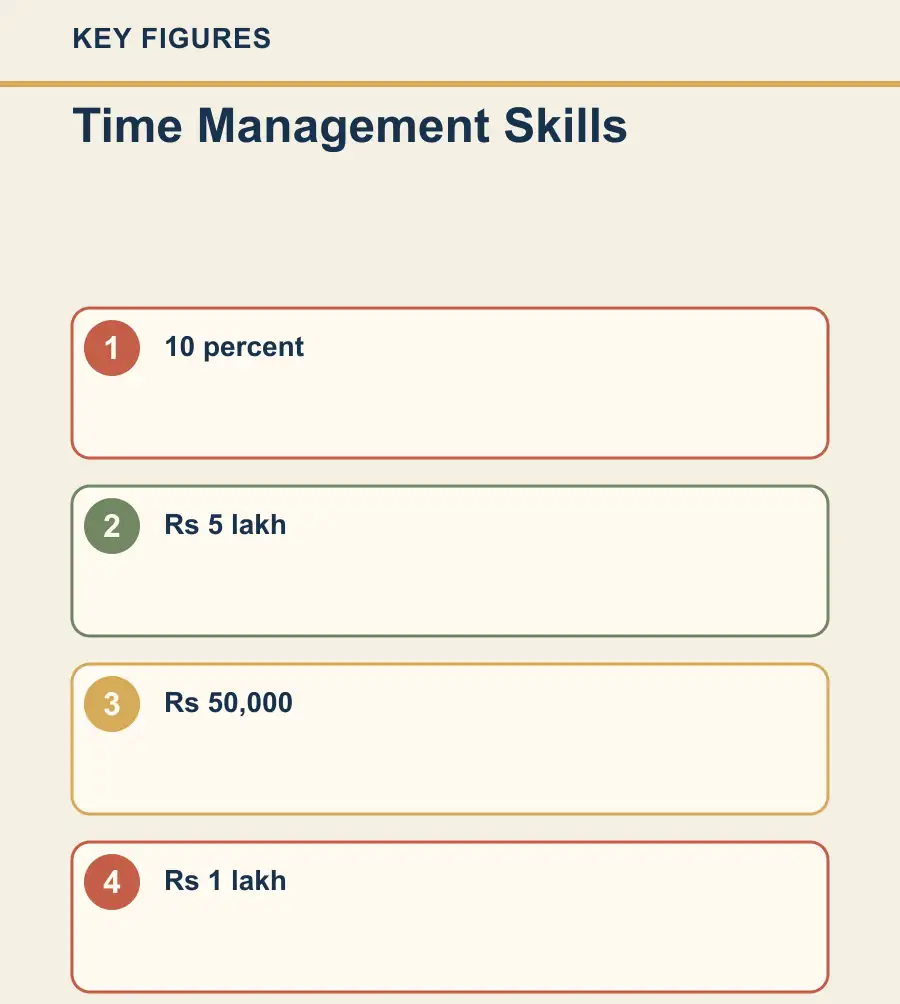 KEY FIGURES
Time Management Skills
1 10 percent
2 Rs 5 lakh
3 Rs 50,000
4 Rs 1 lakh